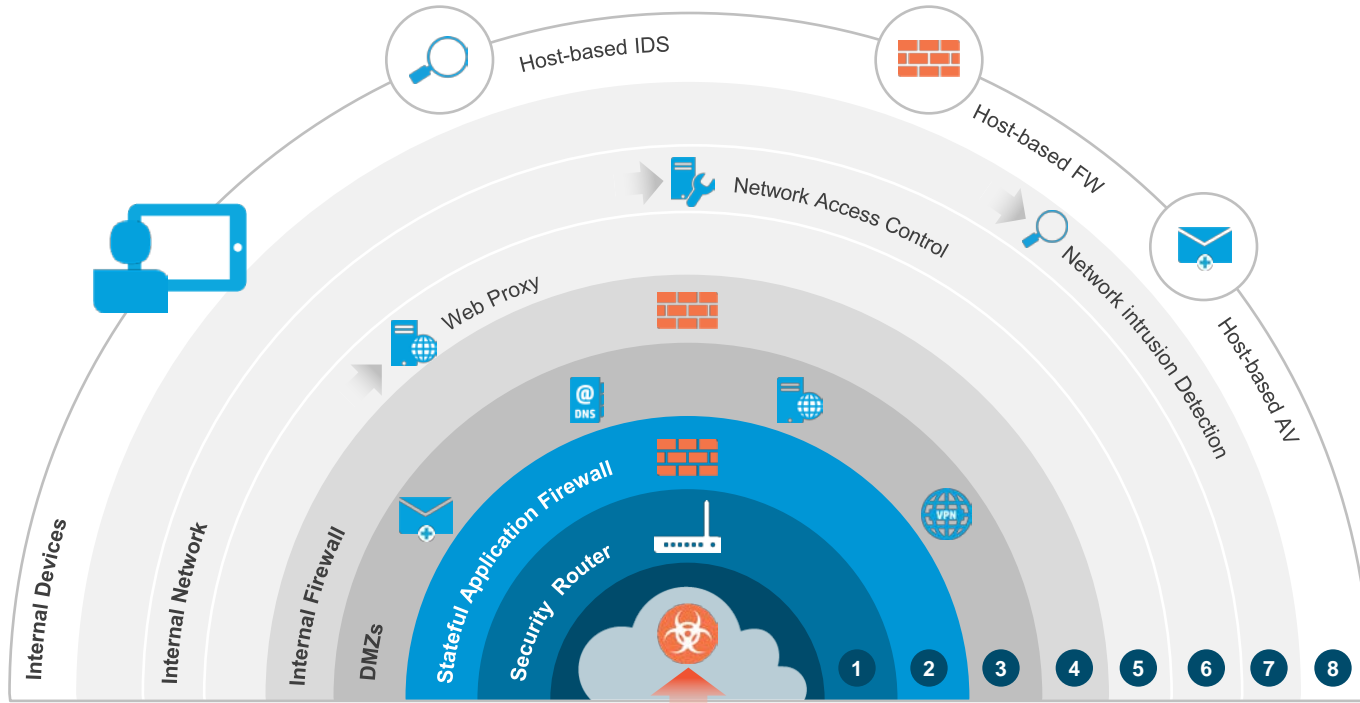 Host-based IDS
Host-based FW
Network Access Control
Web Proxy
Network intrusion Detection
Host-based AV
@
DNS
VPN
Internal Devices
Internal Network
Internal Firewall
DMZs
Stateful Application Firewall
Security Router
1
2
3
4
5
6
7
8